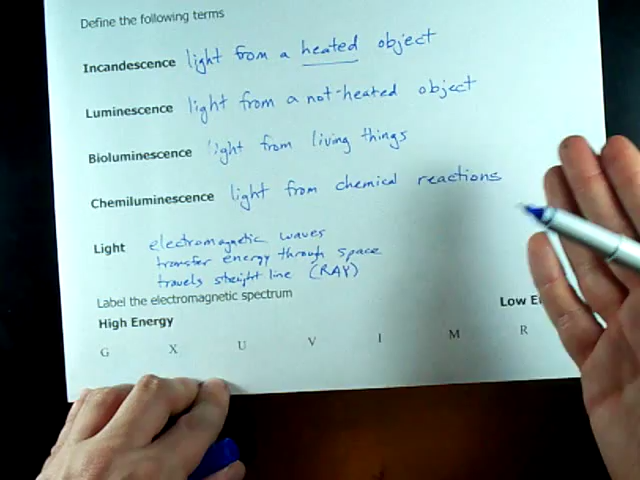 Define the following terms
Incandescence light from a heated object
Luminescence light from a not-heated object
Bioluminescence light from living things
Chemiluminescence light from chemical reactions
Light electromagnetic waves
transfer energy through space
travels straight line (RAY)
Label the electromagnetic spectrum
High Energy Low
G X U V I M R